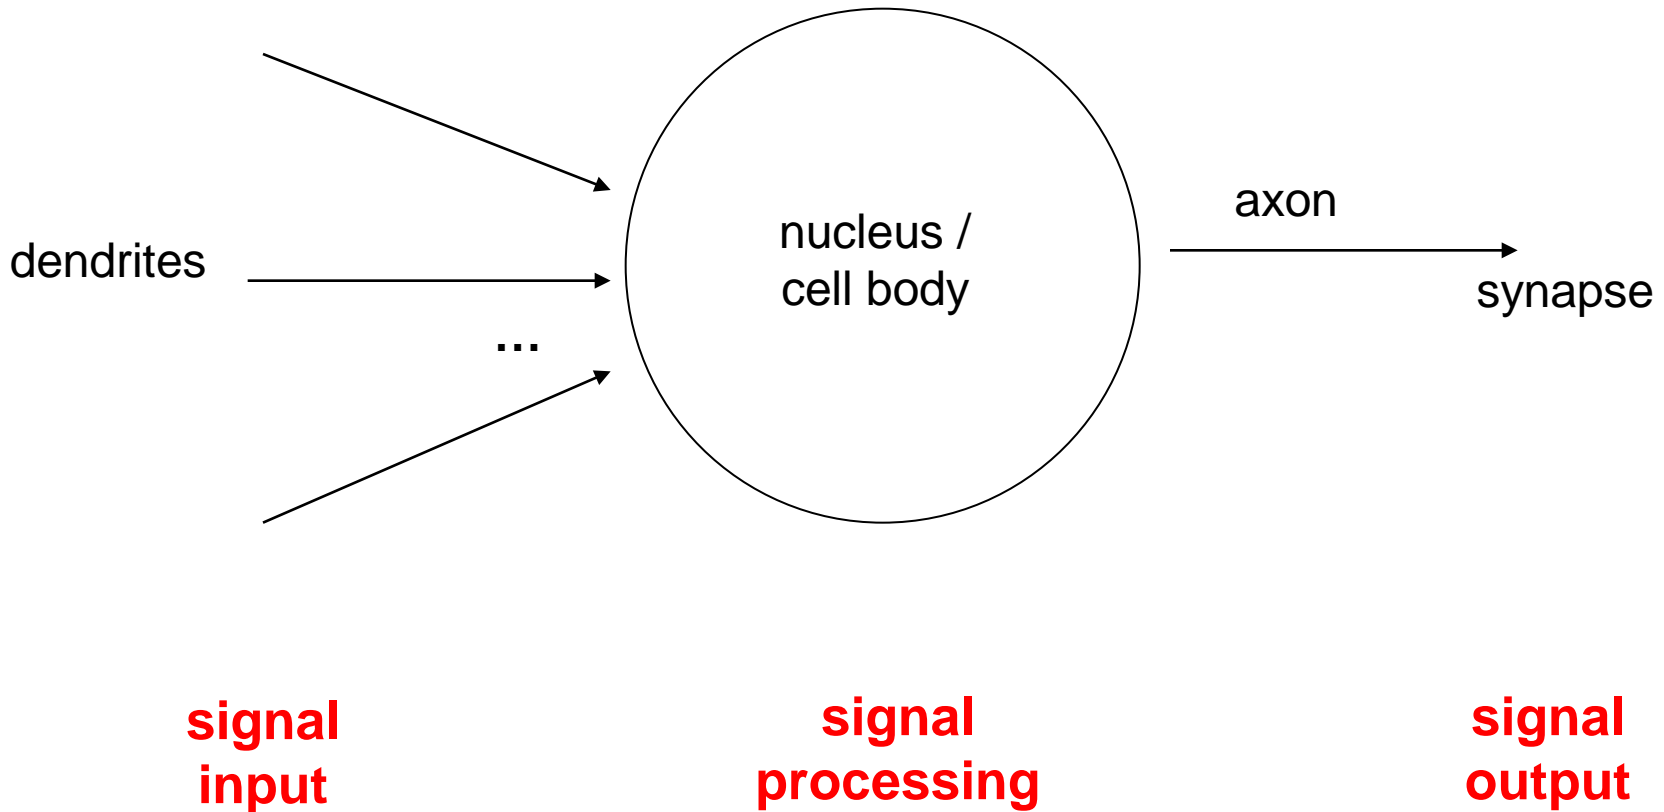 axon
nucleus /
dendrites
cell body
synapse
...
signal
input
signal
processing
signal
output